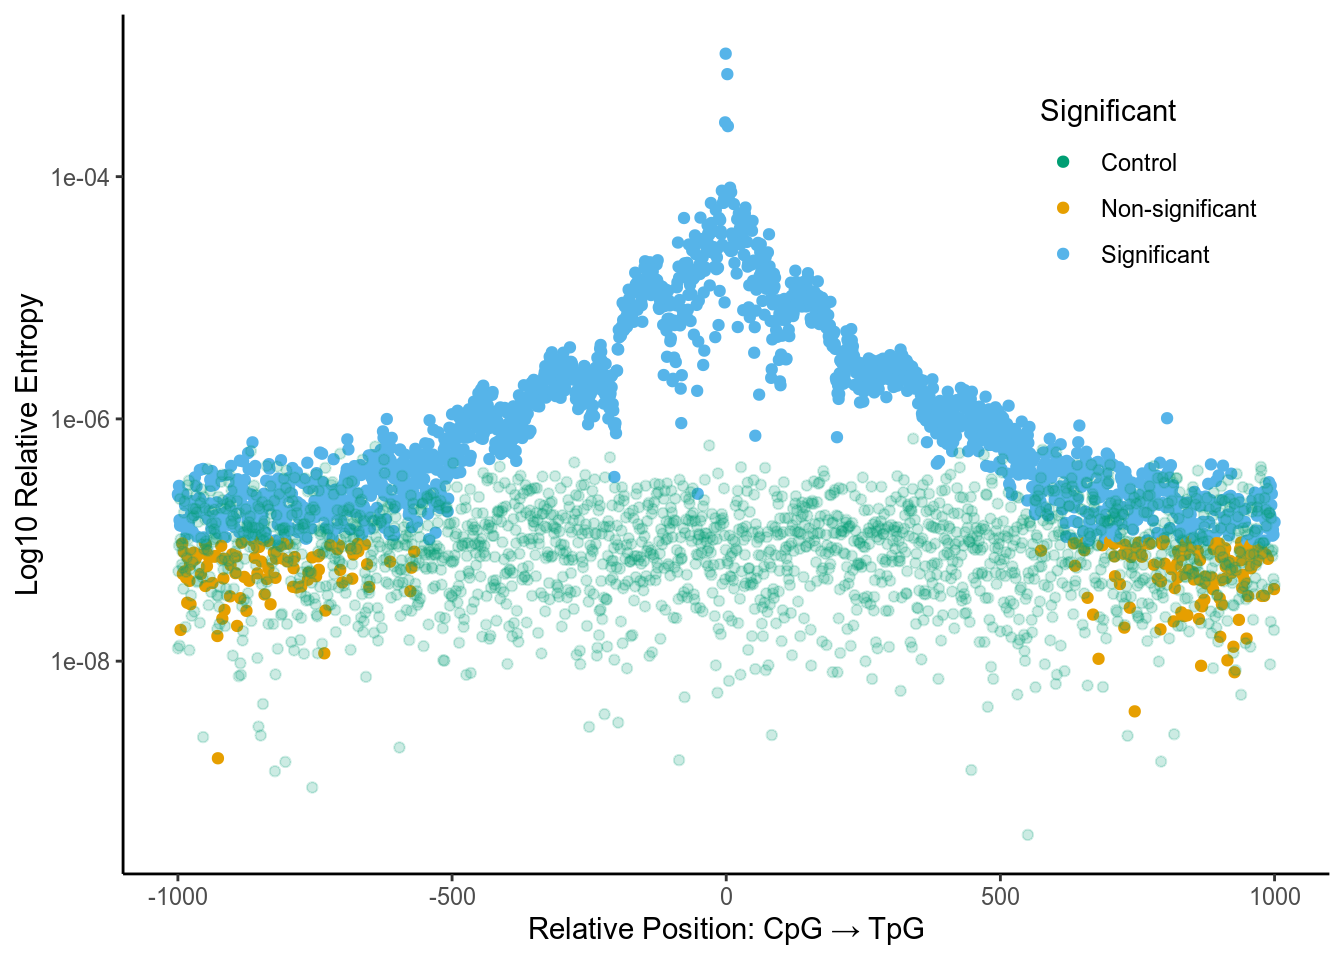 Significant
Control
Non-significant
Significant
1e-04
1e-06
1e-08
Log10 Relative Entropy
-1000
-500
0
500
1000
Relative Position: CpG → TpG